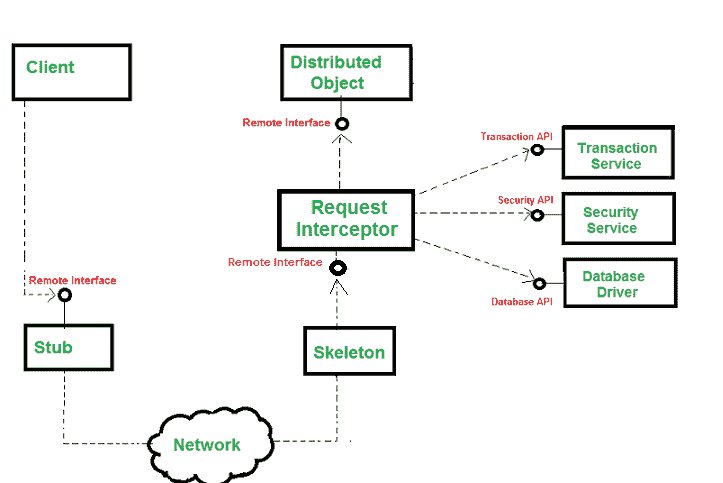 Client
Distributed
Object
Remote Interface
Transaction API
Transaction
Service
Request
Interceptor
Security API
Security
Service
Remote Interface
Database
Driver
Database API
Remote Interface
Stub
Skeleton
Network